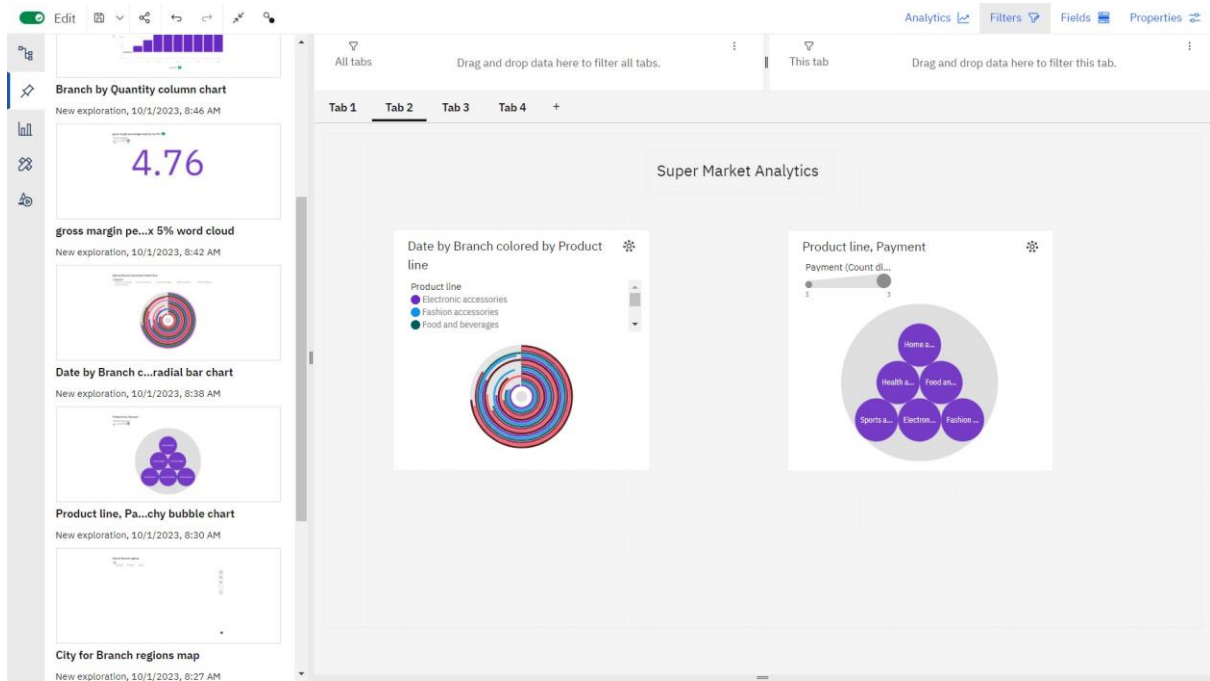 Edit
Analytics
Filters
Fields
Properties
Branch by Quantity column chart
New exploration, 10/1/2023, 8:46 AM
4.76
gross margin pe...x 5% word cloud
New exploration, 10/1/2023, 8:42 AM
Date by Branch c...radial bar chart
New exploration, 10/1/2023, 8:38 AM
Product line, Pa...chy bubble chart
New exploration, 10/1/2023, 8:30 AM
City for Branch regions map
New exploration, 10/1/2023, 8:27 AM
All tabs
Drag and drop data here to filter all tabs.
This tab
Drag and drop data here to filter this tab.
Tab 1 Tab 2 Tab 3 Tab 4 +
Super Market Analytics
Date by Branch colored by Product
line
Product line
Electronic accessories
Fashion accessories
Food and beverages
Product line, Payment
Payment (Count di...
3 3
Home a...
Health a... Food an...
Sports a... Electron... Fashion ...